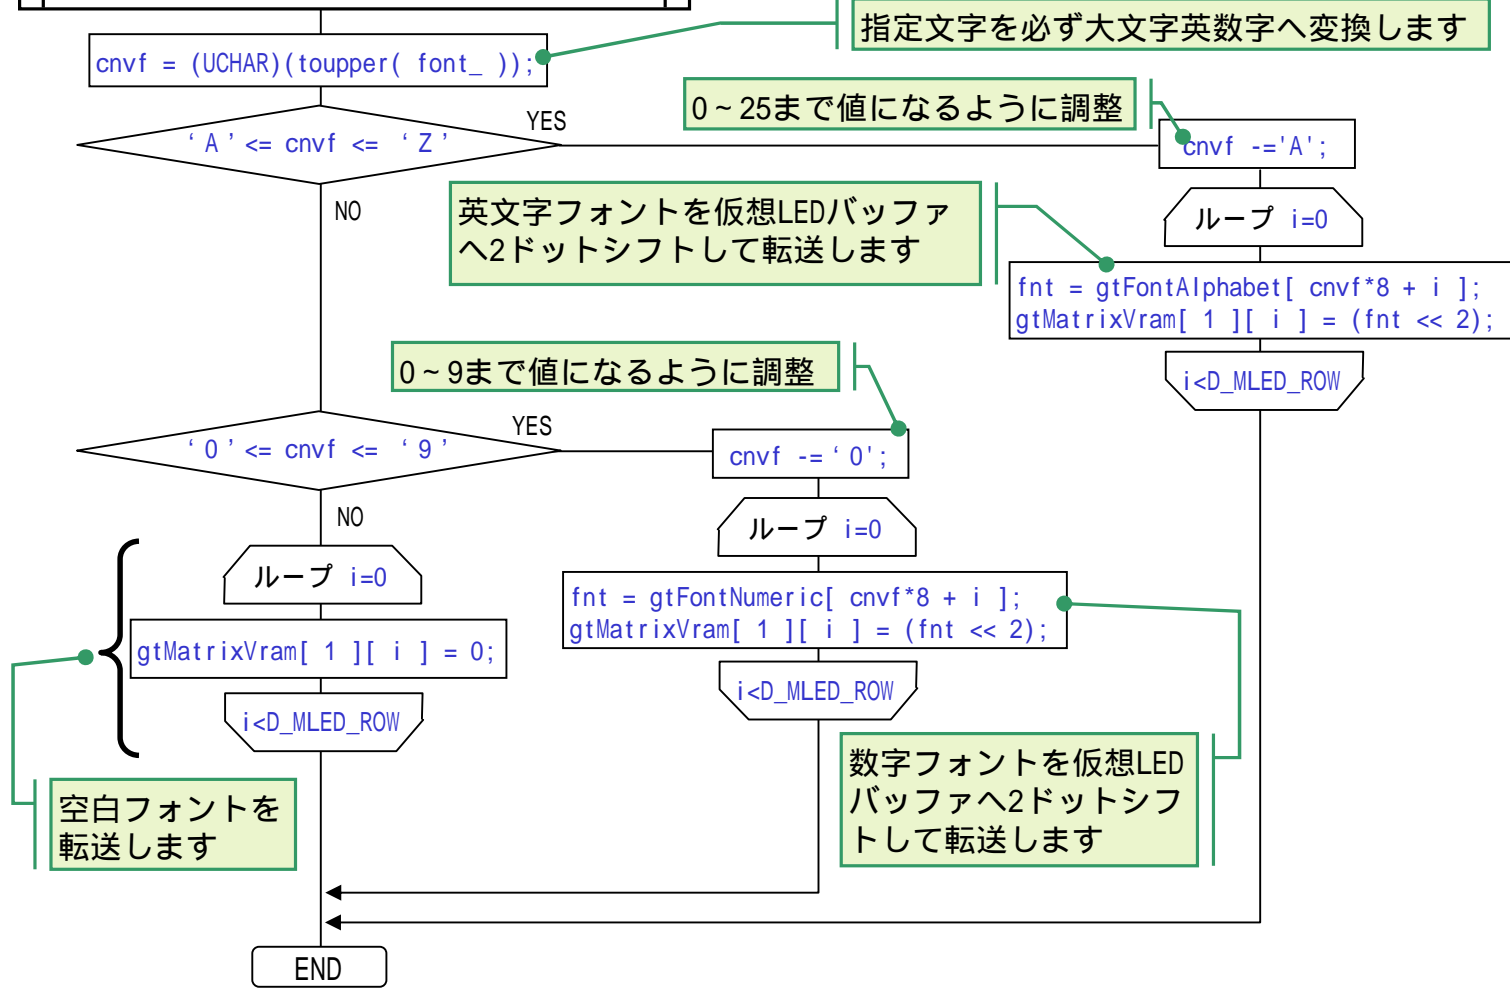 指定文字を必ず大文字英数字へ変換します
cnvf = (UCHAR)(toupper( font_ ));
0～25まで値になるように調整
YES
‘A’<= cnvf <= ‘Z’
cnvf -='A';
NO
英文字フォントを仮想LEDバッファ
へ2ドットシフトして転送します
ループ i=0
fnt = gtFontAlphabet[ cnvf*8 + i ];
gtMatrixVram[ 1 ][ i ] = (fnt << 2);
i<D_MLED_ROW
0～9まで値になるように調整
YES
‘0’<= cnvf <= ‘9’
cnvf -=‘0';
NO
ループ i=0
ループ i=0
fnt = gtFontNumeric[ cnvf*8 + i ];
gtMatrixVram[ 1 ][ i ] = (fnt << 2);
gtMatrixVram[ 1 ][ i ] = 0;
i<D_MLED_ROW
i<D_MLED_ROW
数字フォントを仮想LED
バッファへ2ドットシフ
トして転送します
空白フォントを
転送します
END